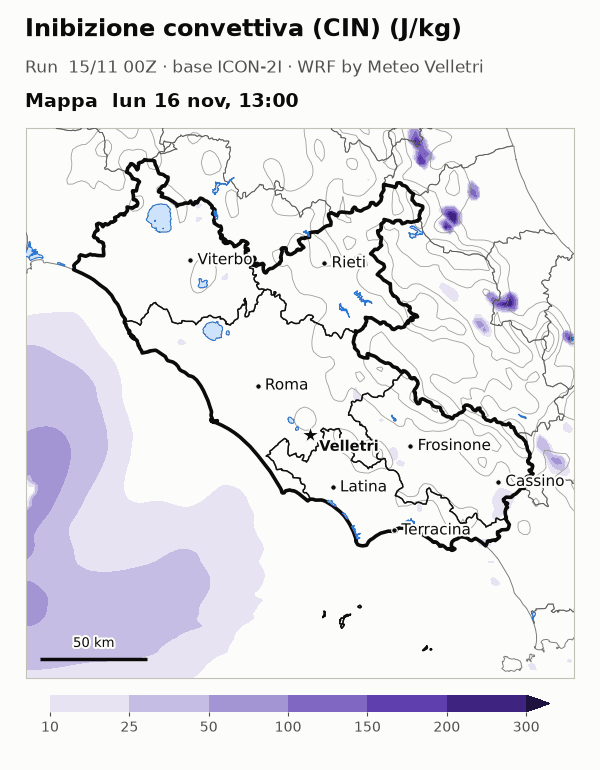 Inibizione convettiva (CIN) (J/kg)
Run 15/11 00Z · base ICON-2I · WRF by Meteo Velletri
Mappa lun 16 nov, 13:00
Viterbo
Rieti
Roma
Velletri
Frosinone
Latina
Cassino
Terracina
50 km
10 25 50 100 150 200 300